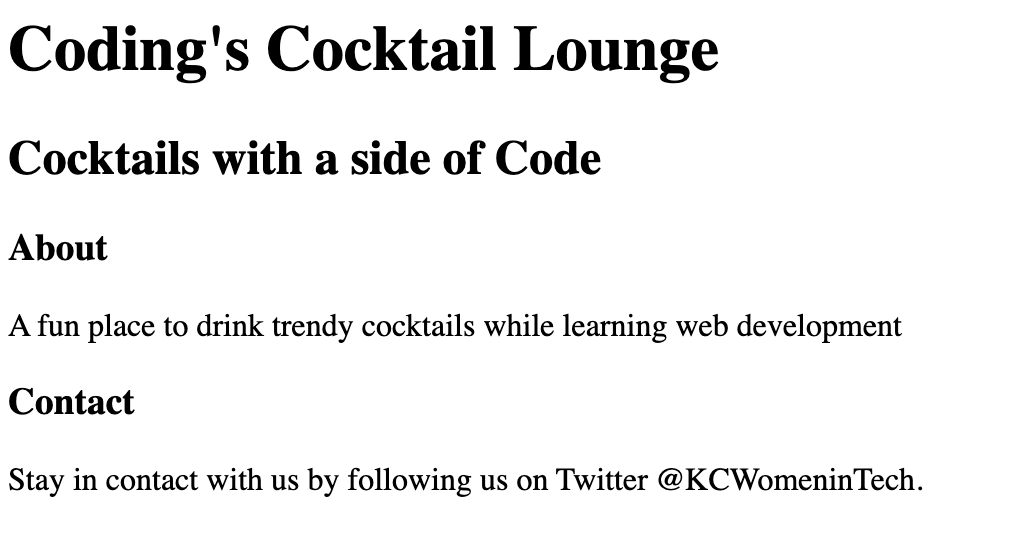 Coding's Cocktail Lounge
Cocktails with a side of Code
About
A fun place to drink trendy cocktails while learning web development
Contact
Stay in contact with us by following us on Twitter @KCWomeninTech.